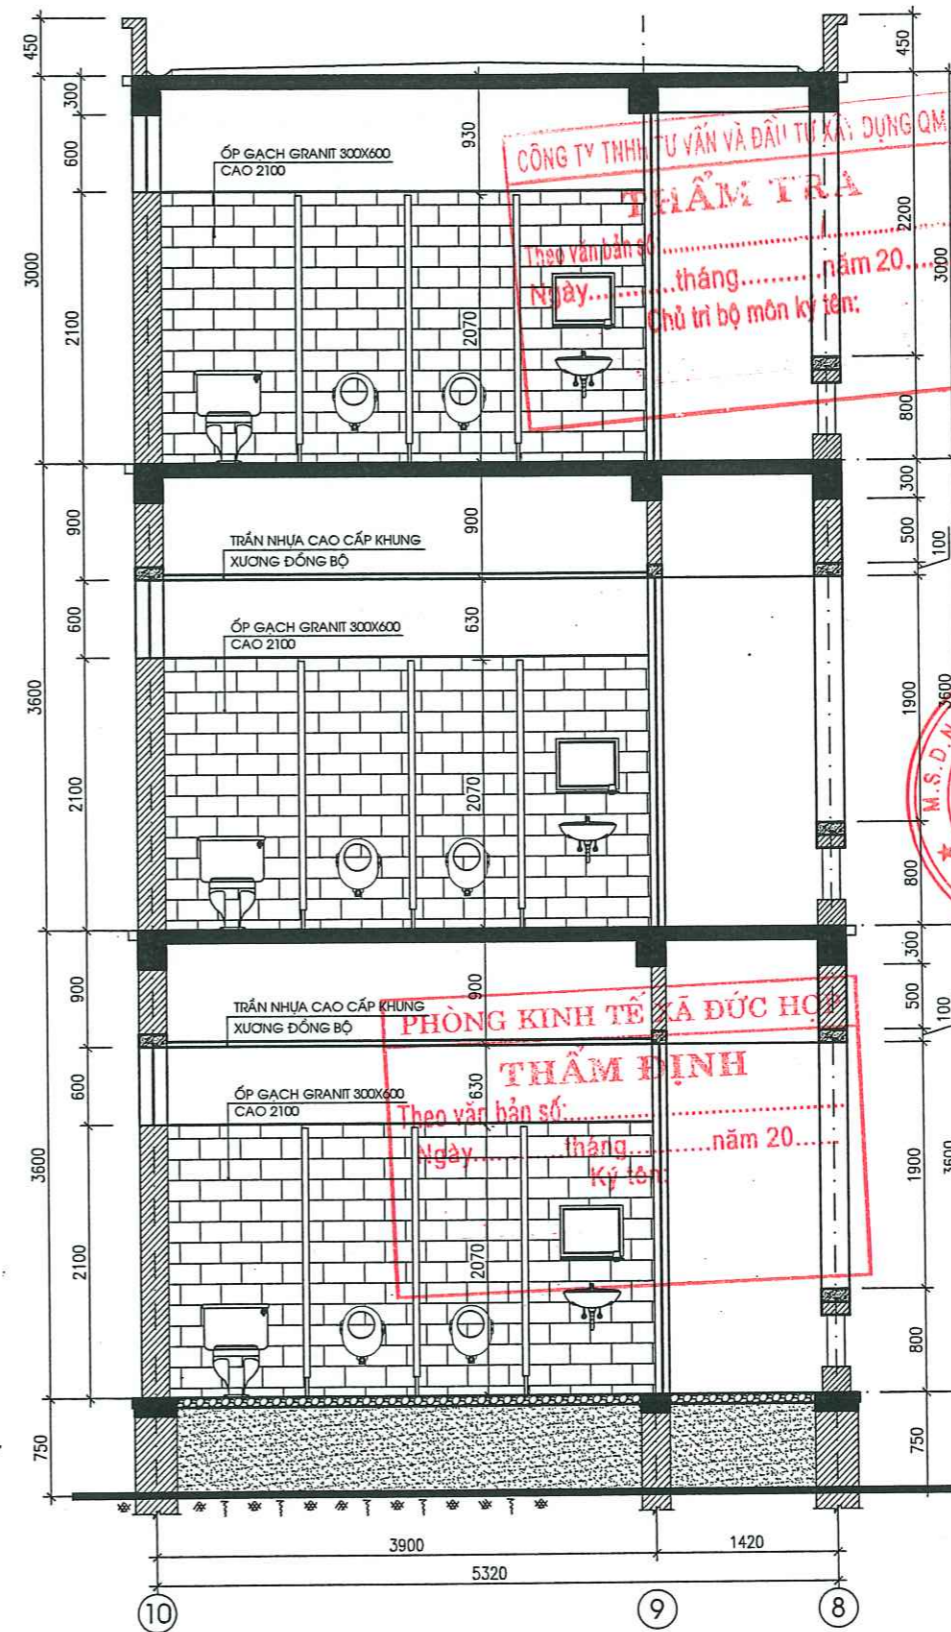 450
450
300
600
930
ỐP GẠCH GRANIT 300X600
CAO 2100
CÔNG TY TNHH TƯ VẤN VÀ ĐẦU TƯ XÂY DỰNG QM
THẨM TRA
Theo văn bản số
Ngày............tháng..........năm 20....
Chủ trì bộ môn ký tên:
3000
2100
2070
2200
3000
800
900
TRẦN NHỰA CAO CẤP KHUNG
XƯƠNG ĐỒNG BỘ
900
300
500
100
600
ỐP GẠCH GRANIT 300X600
CAO 2100
630
3600
2100
2070
1900
3600
M.S.D.N
800
900
TRẦN NHỰA CAO CẤP KHUNG
XƯƠNG ĐỒNG BỘ
900
300
500
100
PHÒNG KINH TẾ XÃ ĐỨC HỢP
THẨM ĐỊNH
Theo văn bản số:
Ngày............tháng..........năm 20.....
Ký tên:
600
ỐP GẠCH GRANIT 300X600
CAO 2100
630
3600
2100
2070
1900
3600
800
750
750
3900
1420
5320
10
9
8